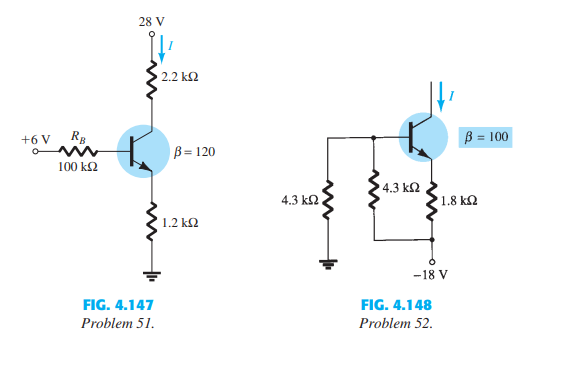 28 V
I
2.2 kΩ
+6 V
R_B
100 kΩ
β = 120
1.2 kΩ
FIG. 4.147
Problem 51.
I
β = 100
4.3 kΩ
4.3 kΩ
1.8 kΩ
−18 V
FIG. 4.148
Problem 52.